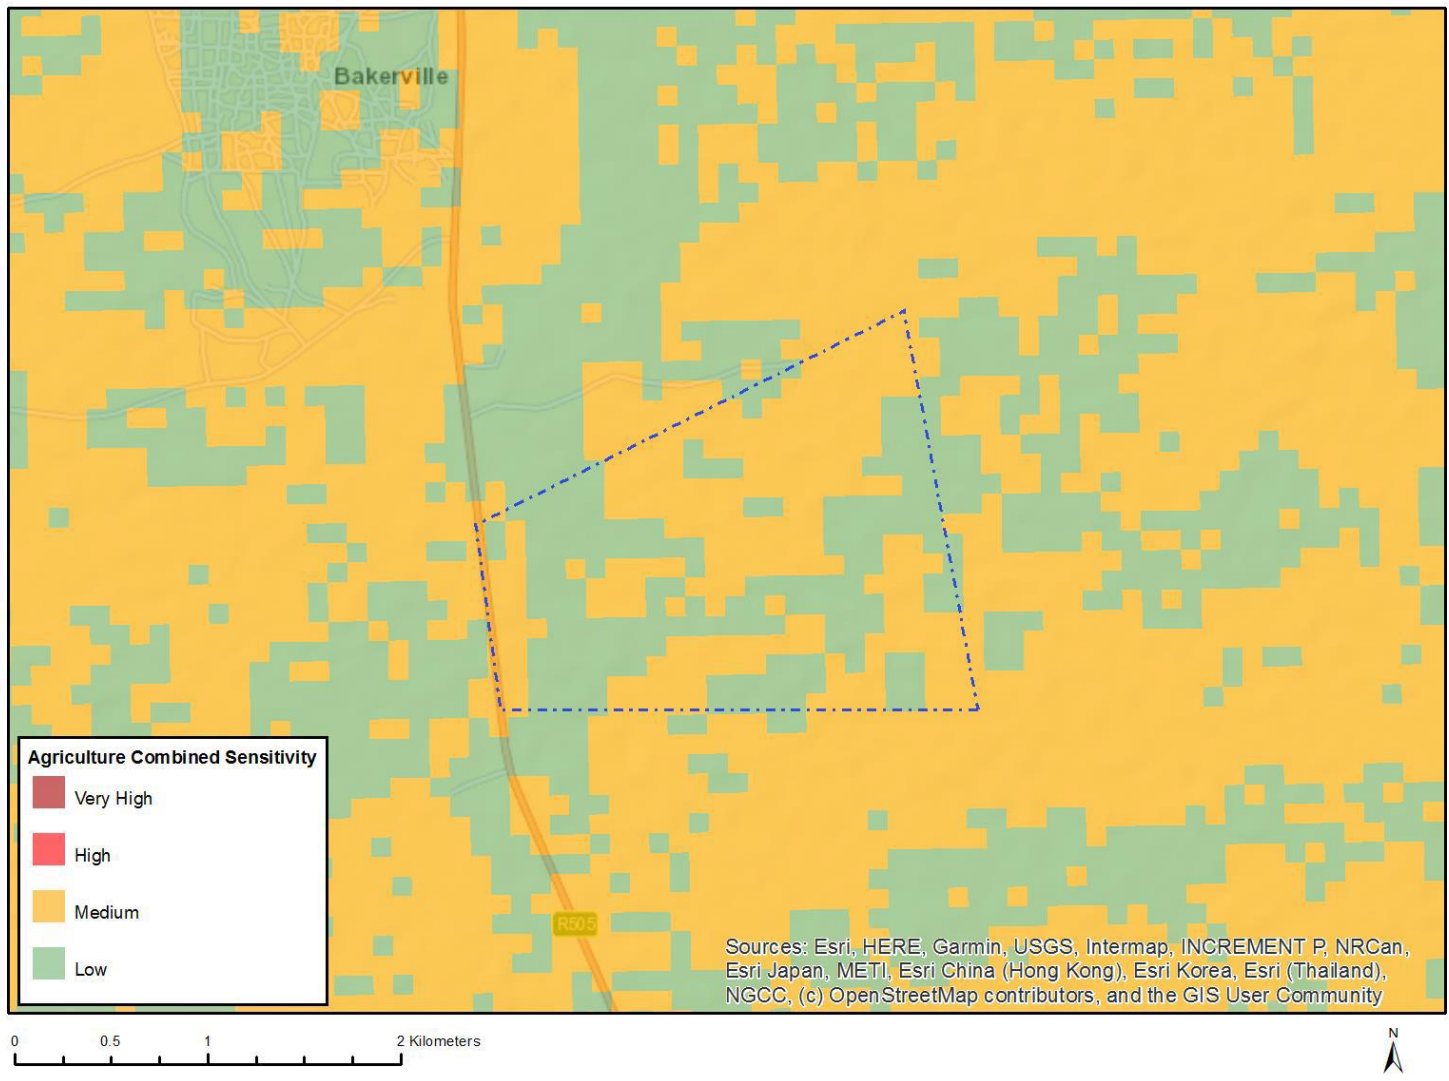 Bakerville
Agriculture Combined Sensitivity
Very High
High
Medium
Low
R505
Sources: Esri, HERE, Garmin, USGS, Intermap, INCREMENT P, NRCan,
Esri Japan, METI, Esri China (Hong Kong), Esri Korea, Esri (Thailand),
NGCC, (c) OpenStreetMap contributors, and the GIS User Community
0 0.5 1 2 Kilometers
N